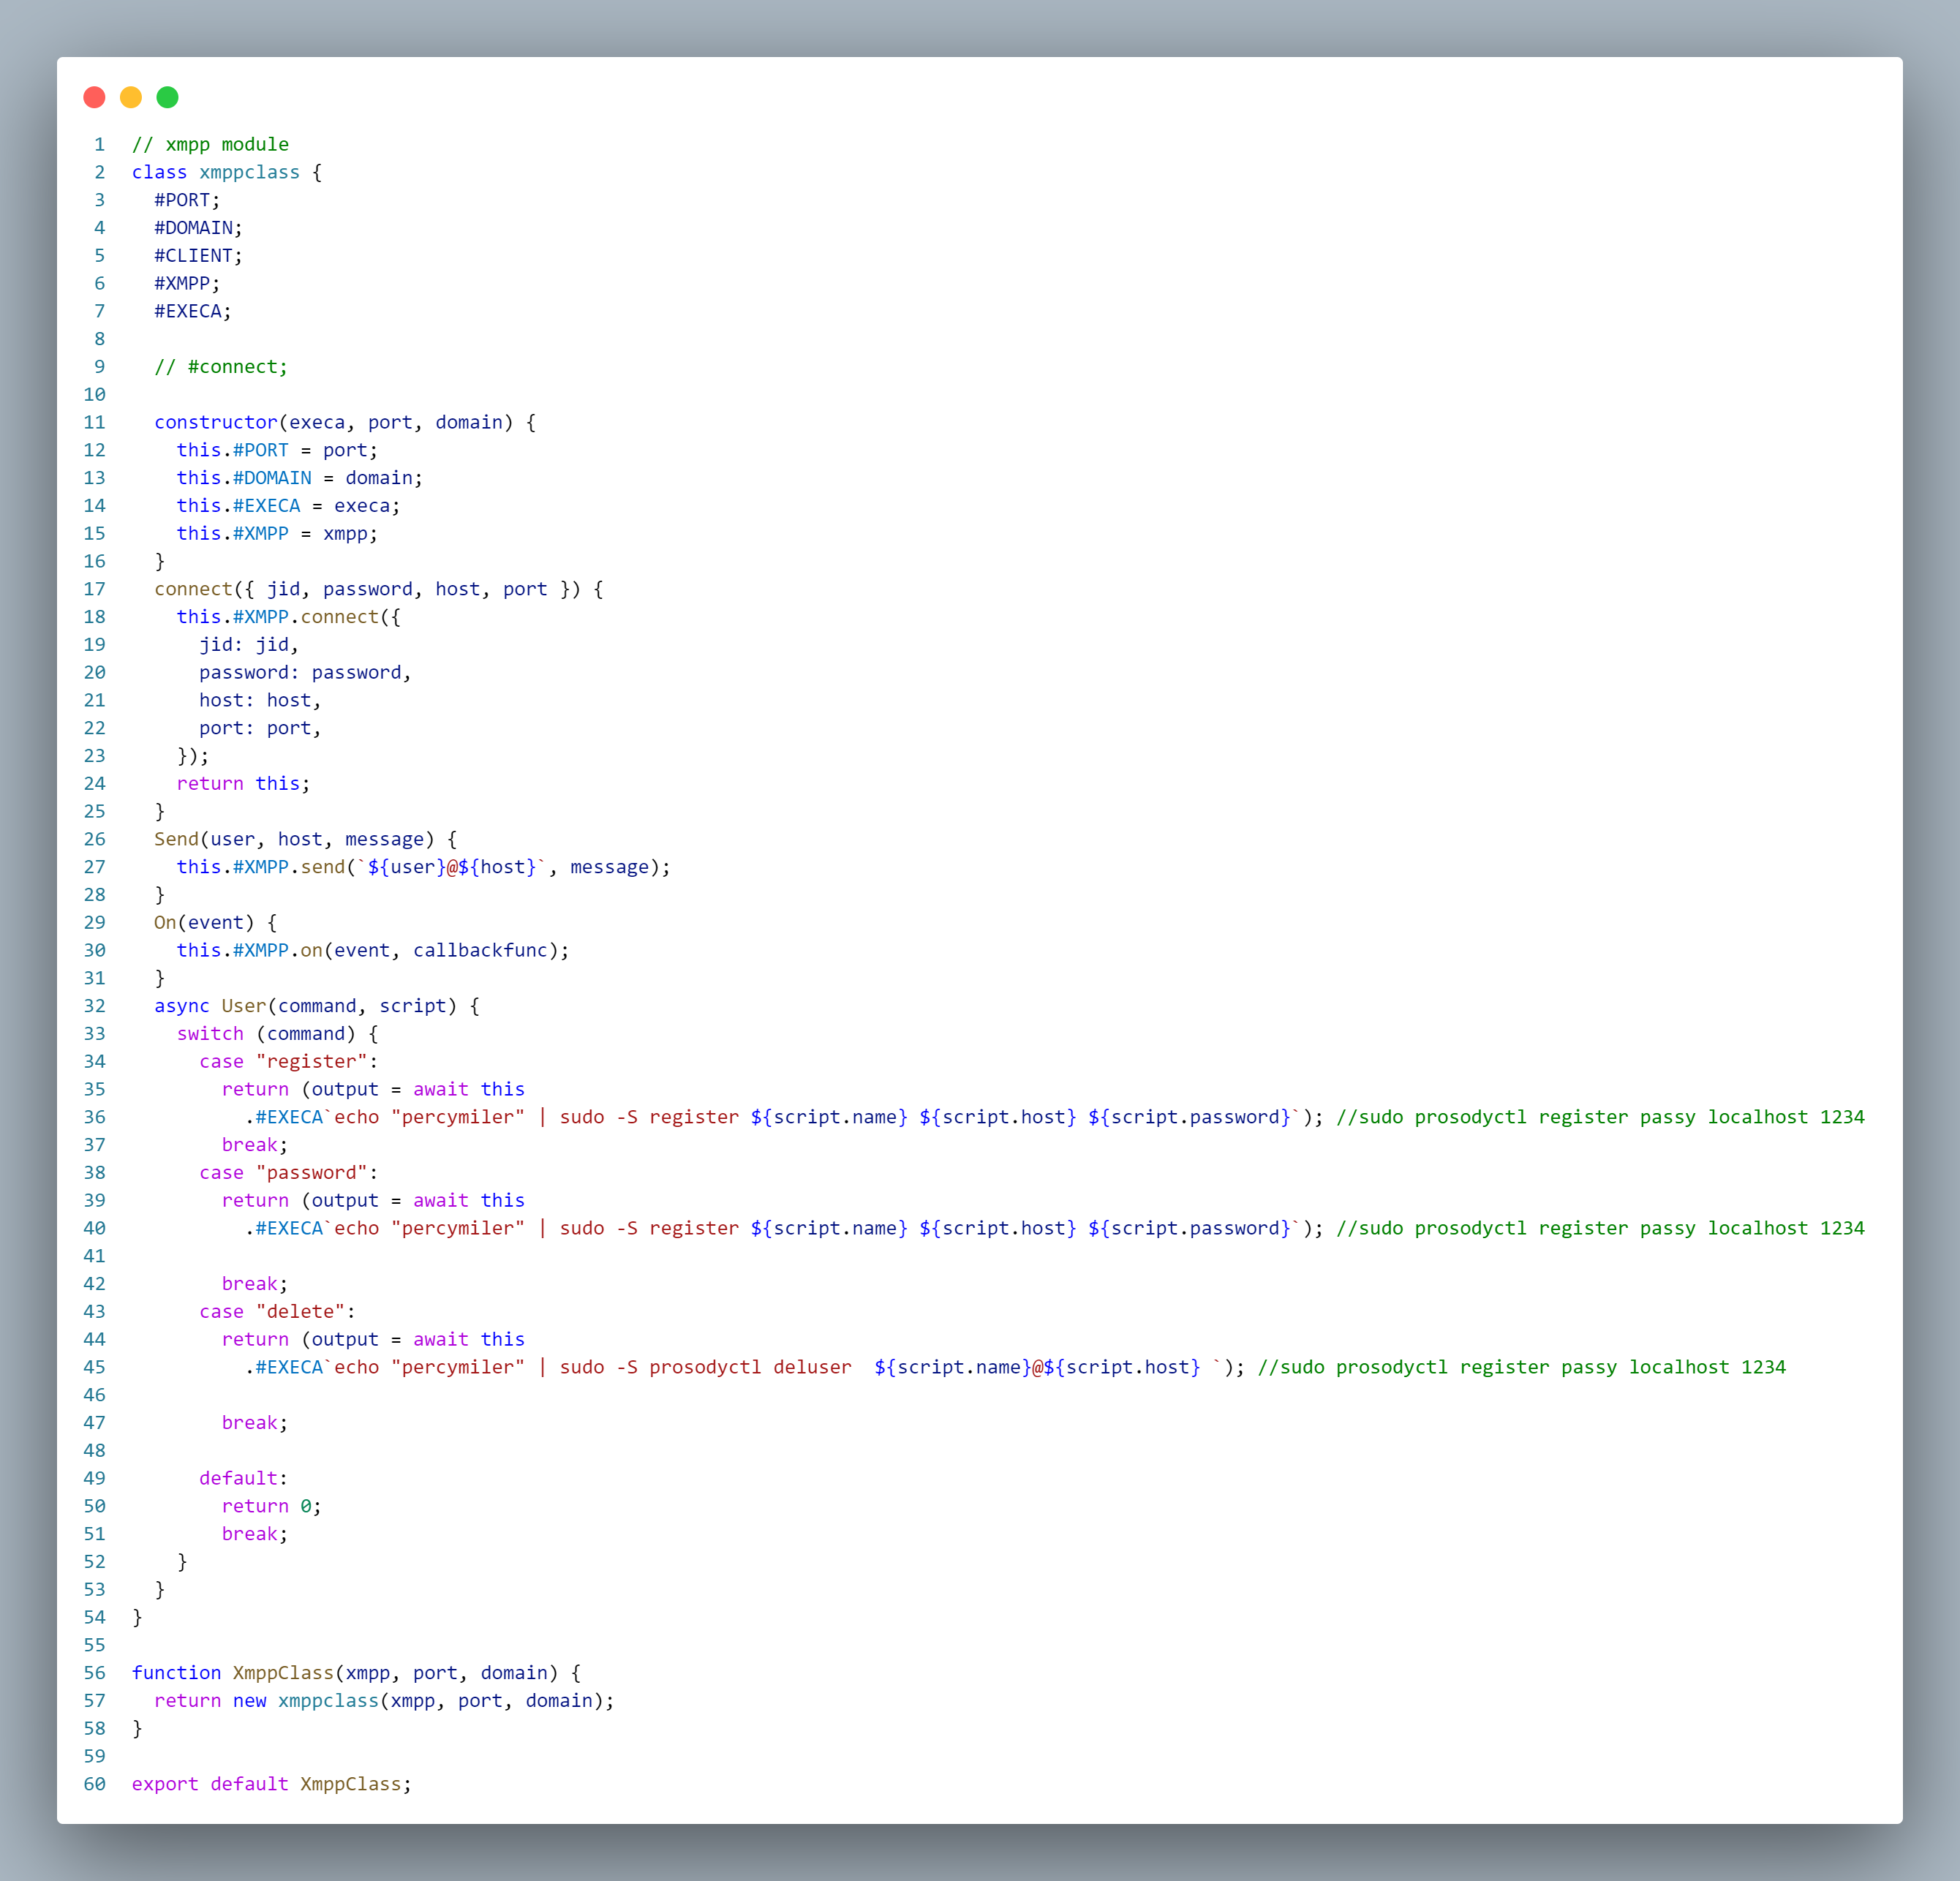 1 // xmpp module
2 class xmppclass {
3   #PORT;
4   #DOMAIN;
5   #CLIENT;
6   #XMPP;
7   #EXECA;
8
9   // #connect;
10
11   constructor(execa, port, domain) {
12     this.#PORT = port;
13     this.#DOMAIN = domain;
14     this.#EXECA = execa;
15     this.#XMPP = xmpp;
16   }
17   connect({ jid, password, host, port }) {
18     this.#XMPP.connect({
19       jid: jid,
20       password: password,
21       host: host,
22       port: port,
23     });
24     return this;
25   }
26   Send(user, host, message) {
27     this.#XMPP.send(`${user}@${host}`, message);
28   }
29   On(event) {
30     this.#XMPP.on(event, callbackfunc);
31   }
32   async User(command, script) {
33     switch (command) {
34       case "register":
35         return (output = await this
36           .#EXECA`echo "percymiler" | sudo -S register ${script.name} ${script.host} ${script.password}`); //sudo prosodyctl register passy localhost 1234
37         break;
38       case "password":
39         return (output = await this
40           .#EXECA`echo "percymiler" | sudo -S register ${script.name} ${script.host} ${script.password}`); //sudo prosodyctl register passy localhost 1234
41
42         break;
43       case "delete":
44         return (output = await this
45           .#EXECA`echo "percymiler" | sudo -S prosodyctl deluser  ${script.name}@${script.host} `); //sudo prosodyctl register passy localhost 1234
46
47         break;
48
49       default:
50         return 0;
51         break;
52     }
53   }
54 }
55
56 function XmppClass(xmpp, port, domain) {
57   return new xmppclass(xmpp, port, domain);
58 }
59
60 export default XmppClass;